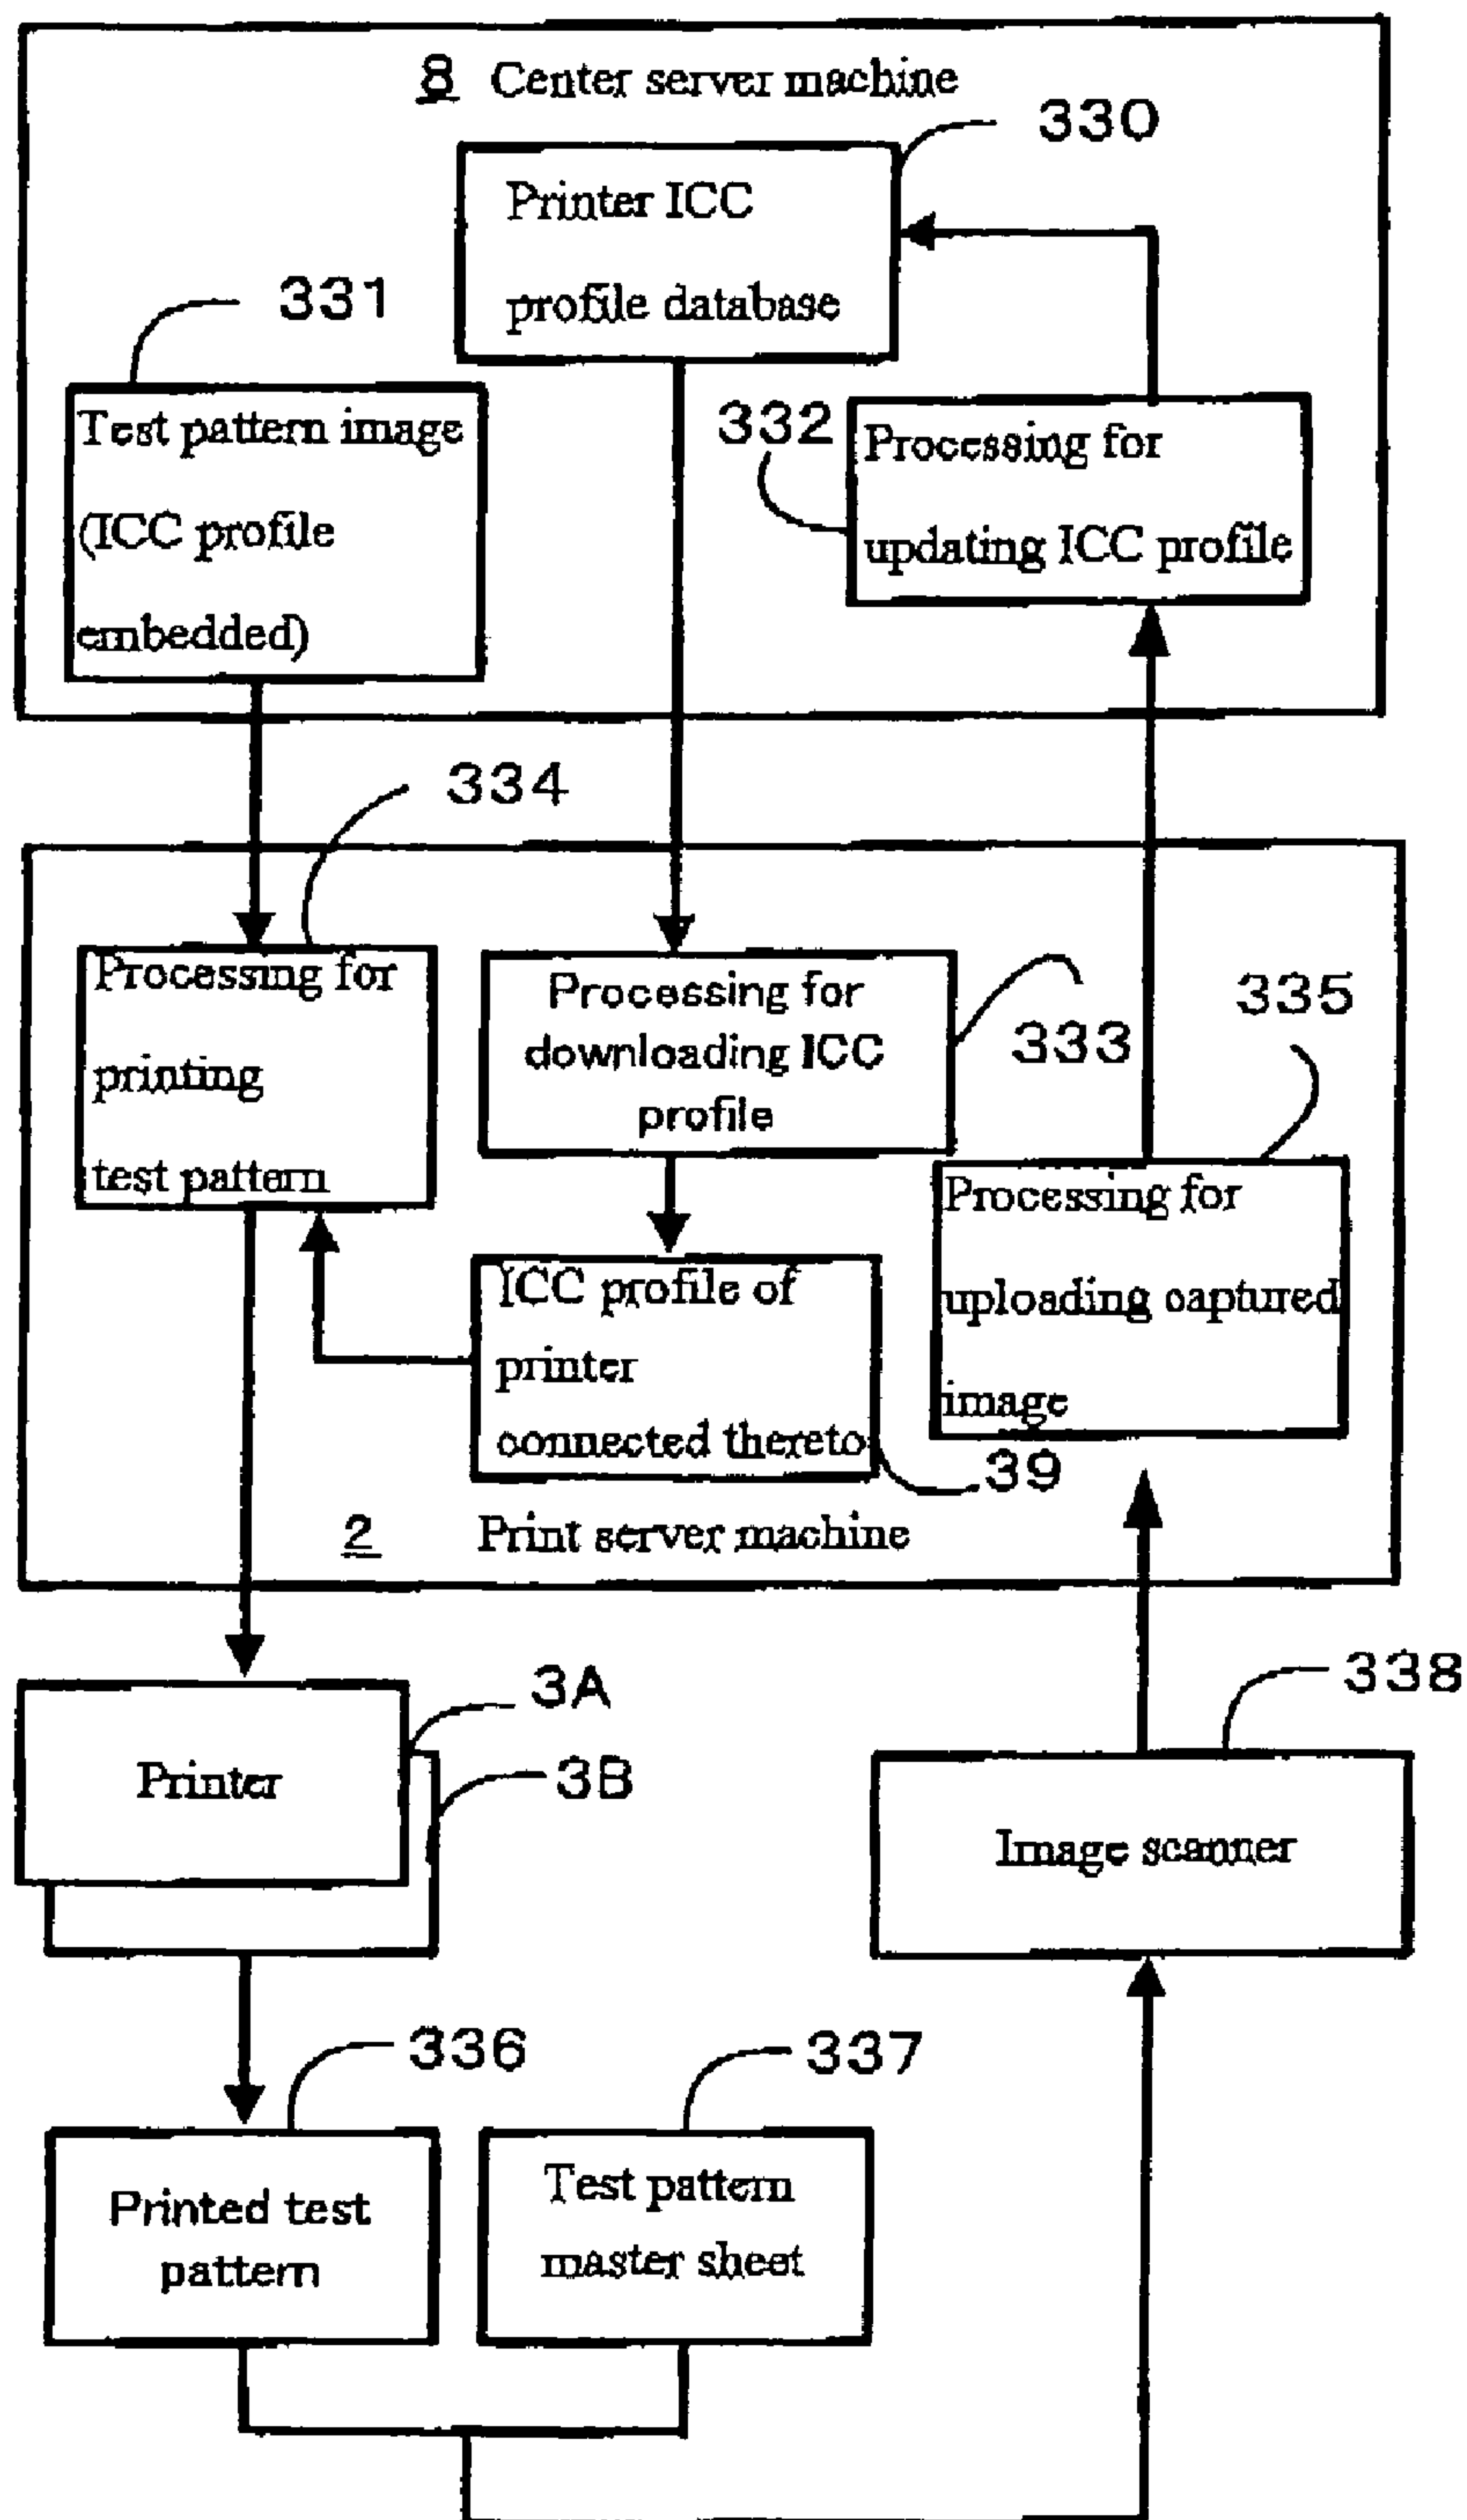 8 Center server machine
330
Printer ICC
profile database
331
Test pattern image
(ICC profile
embedded)
332
Processing for
updating ICC profile
334
Processing for
printing
test pattern
Processing for
downloading ICC
profile
333
335
Processing for
uploading captured
image
ICC profile of
printer
connected thereto
39
2 Print server machine
3A
Printer
3B
338
Image scanner
336
337
Printed test
pattern
Test pattern
master sheet